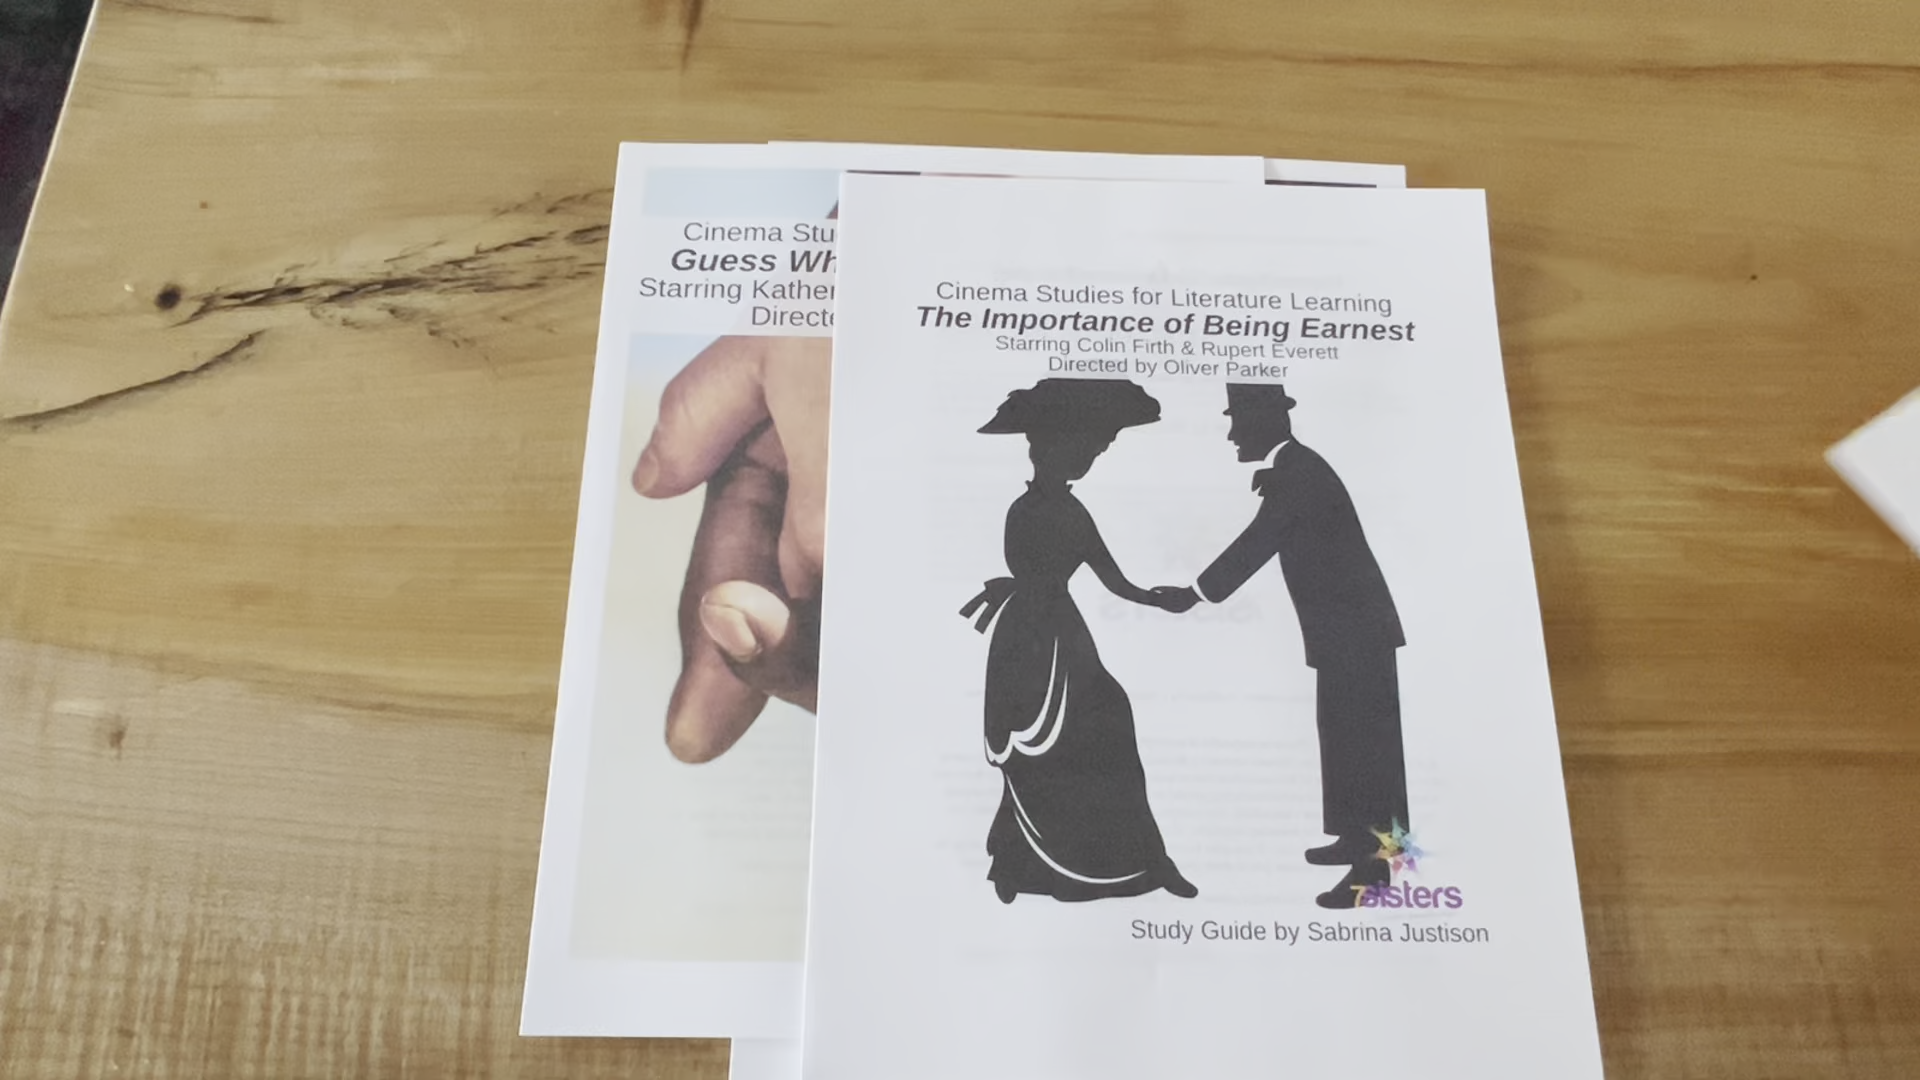 Cinema Stu
Guess Wh
Starring Kather
Directe
Cinema Studies for Literature Learning
The Importance of Being Earnest
Starring Colin Firth & Rupert Everett
Directed by Oliver Parker
7sisters
Study Guide by Sabrina Justison